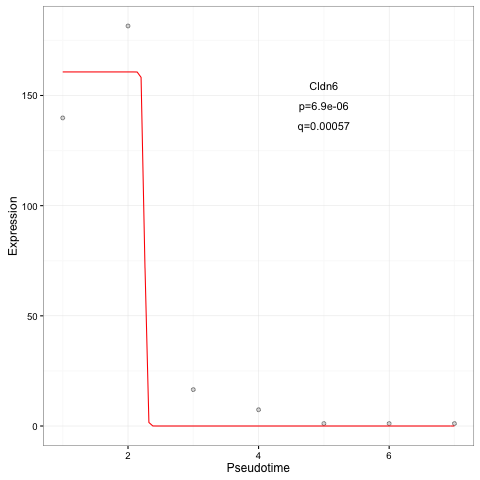 Cldn6
p=6.9e-06
q=0.00057
150
100
50
0
Expression
2 4 6
Pseudotime